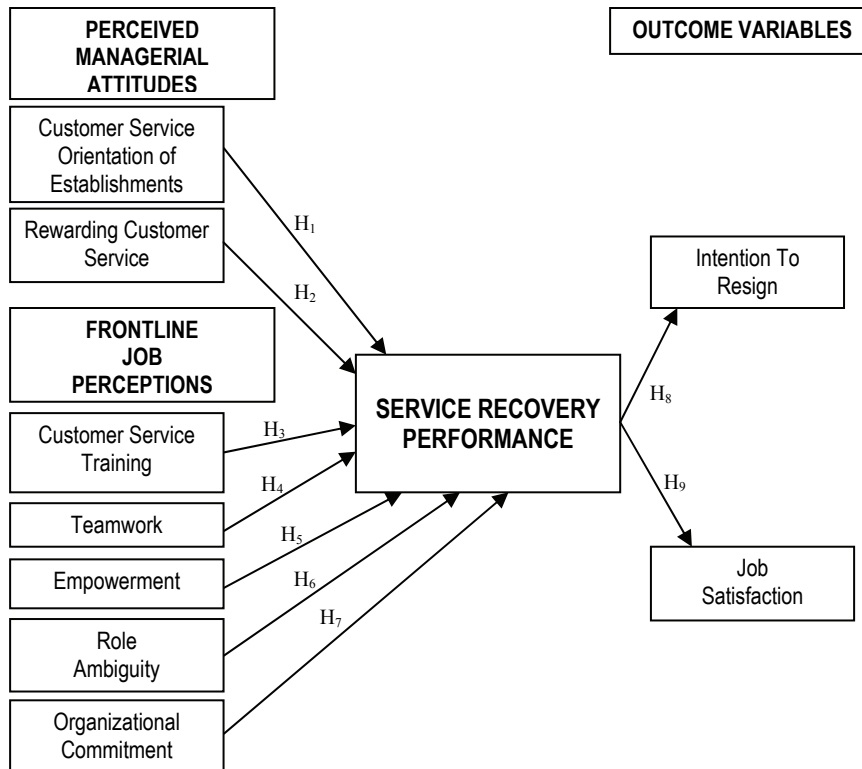 PERCEIVED
MANAGERIAL
ATTITUDES
OUTCOME VARIABLES
Customer Service
Orientation of
Establishments
H₁
Rewarding Customer
Service
H₂
Intention To
Resign
FRONTLINE
JOB
PERCEPTIONS
SERVICE RECOVERY
PERFORMANCE
H₈
Customer Service
Training
H₃
H₄
H₉
Teamwork
H₅
Empowerment
H₆
Job
Satisfaction
Role
Ambiguity
H₇
Organizational
Commitment